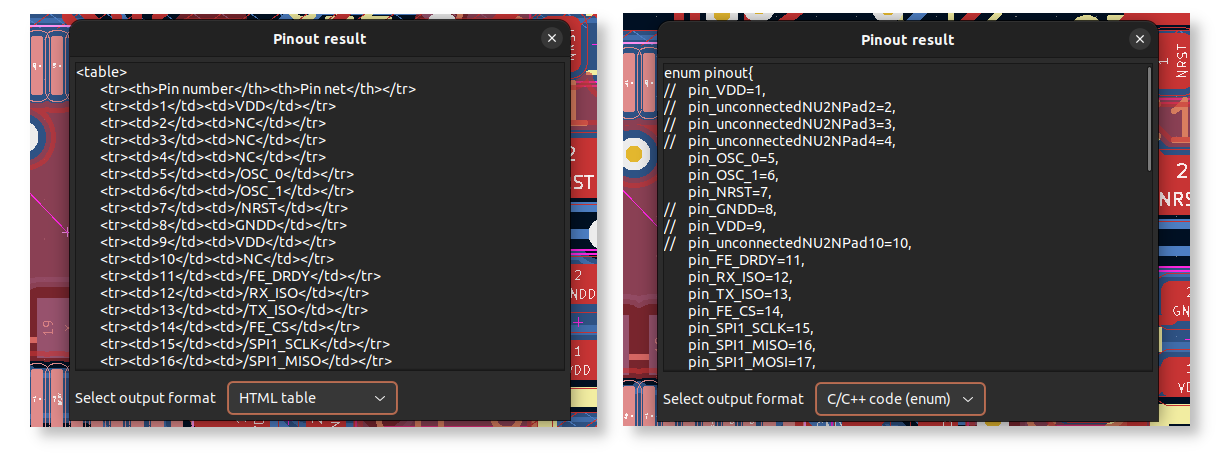 Pinout result
<table>
<tr><th>Pin number</th><th>Pin net</th></tr>
<tr><td>1</td><td>VDD</td></tr>
<tr><td>2</td><td>NC</td></tr>
<tr><td>3</td><td>NC</td></tr>
<tr><td>4</td><td>NC</td></tr>
<tr><td>5</td><td>/OSC_0</td></tr>
<tr><td>6</td><td>/OSC_1</td></tr>
<tr><td>7</td><td>/NRST</td></tr>
<tr><td>8</td><td>GNDD</td></tr>
<tr><td>9</td><td>VDD</td></tr>
<tr><td>10</td><td>NC</td></tr>
<tr><td>11</td><td>/FE_DRDY</td></tr>
<tr><td>12</td><td>/RX_ISO</td></tr>
<tr><td>13</td><td>/TX_ISO</td></tr>
<tr><td>14</td><td>/FE_CS</td></tr>
<tr><td>15</td><td>/SPI1_SCLK</td></tr>
<tr><td>16</td><td>/SPI1_MISO</td></tr>
Select output format
HTML table
2
1
19
Pinout result
enum pinout{
// pin_VDD=1,
// pin_unconnectedNU2NPad2=2,
// pin_unconnectedNU2NPad3=3,
// pin_unconnectedNU2NPad4=4,
pin_OSC_0=5,
pin_OSC_1=6,
pin_NRST=7,
// pin_GNDD=8,
// pin_VDD=9,
// pin_unconnectedNU2NPad10=10,
pin_FE_DRDY=11,
pin_RX_ISO=12,
pin_TX_ISO=13,
pin_FE_CS=14,
pin_SPI1_SCLK=15,
pin_SPI1_MISO=16,
pin_SPI1_MOSI=17,
Select output format
C/C++ code (enum)
1
NRST
2